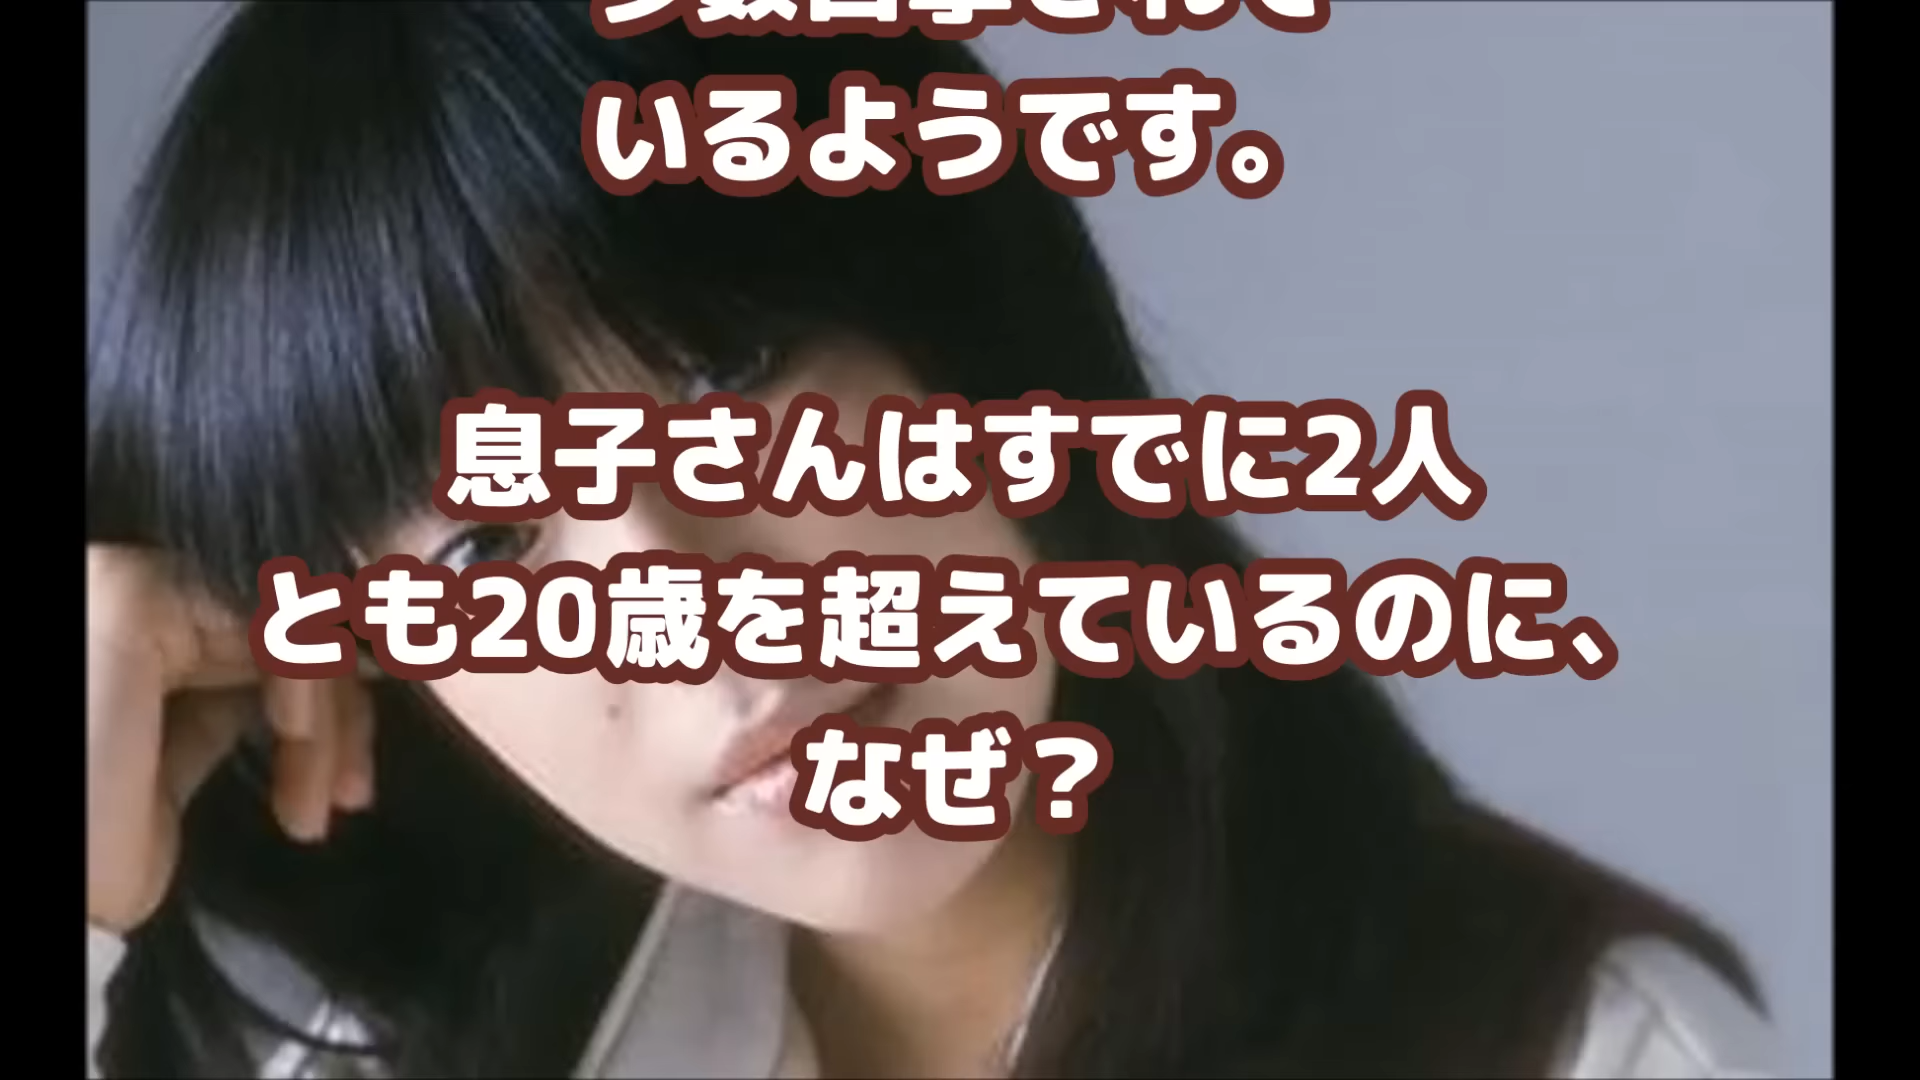 いるようです。
息子さんはすでに2人
とも20歳を超えているのに、
なぜ？